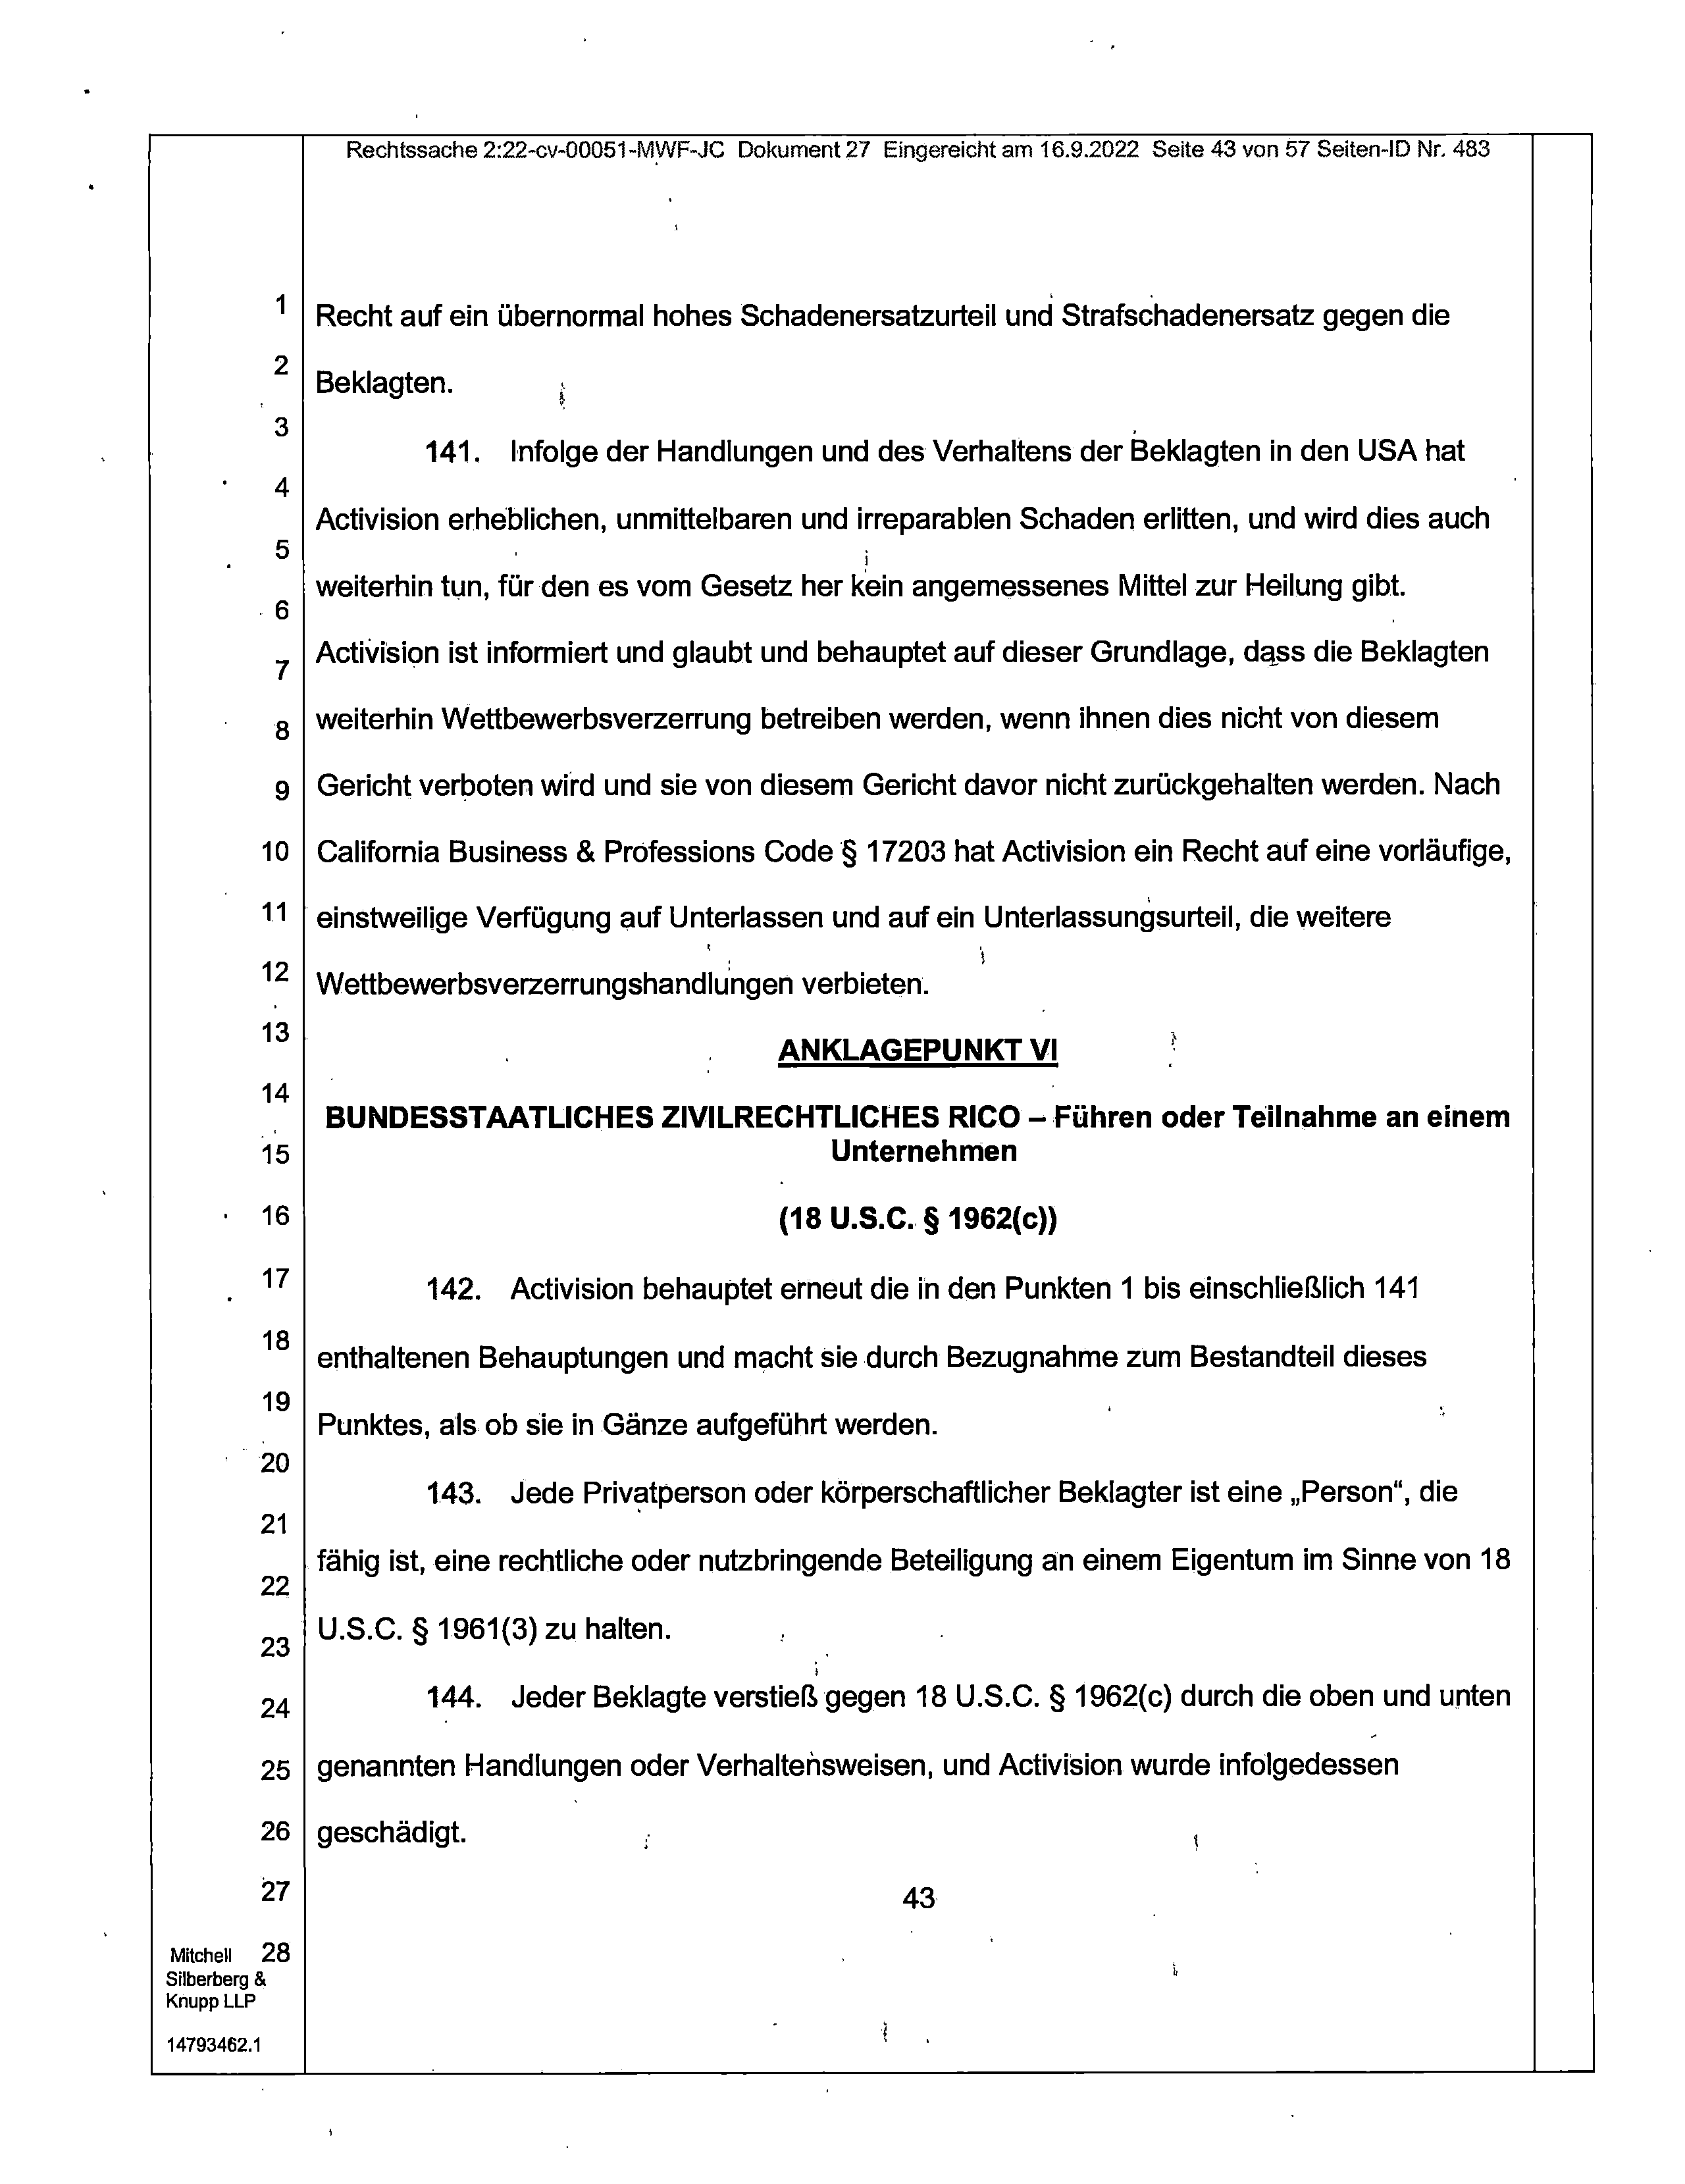 Rechtssache 2:22-cv-00051-MWF-JC Dokument 27 Eingereicht am 16.9.2022 Seite 43 von 57 Seiten-ID Nr. 483
1 Recht auf ein übernormal hohes Schadenersatzurteil und Strafschadenersatz gegen die
2 Beklagten.
3 141. Infolge der Handlungen und des Verhaltens der Beklagten in den USA hat
4 Activision erheblichen, unmittelbaren und irreparablen Schaden erlitten, und wird dies auch
5 weiterhin tun, für den es vom Gesetz her kein angemessenes Mittel zur Heilung gibt.
6
7 Activision ist informiert und glaubt und behauptet auf dieser Grundlage, dass die Beklagten
8 weiterhin Wettbewerbsverzerrung betreiben werden, wenn ihnen dies nicht von diesem
9 Gericht verboten wird und sie von diesem Gericht davor nicht zurückgehalten werden. Nach
10 California Business & Professions Code § 17203 hat Activision ein Recht auf eine vorläufige,
11 einstweilige Verfügung auf Unterlassen und auf ein Unterlassungsurteil, die weitere
12 Wettbewerbsverzerrungshandlungen verbieten.
13 ANKLAGEPUNKT VI
14 BUNDESSTAATLICHES ZIVILRECHTLICHES RICO – Führen oder Teilnahme an einem
15 Unternehmen
16 (18 U.S.C. § 1962(c))
17 142. Activision behauptet erneut die in den Punkten 1 bis einschließlich 141
18 enthaltenen Behauptungen und macht sie durch Bezugnahme zum Bestandteil dieses
19 Punktes, als ob sie in Gänze aufgeführt werden.
20
143. Jede Privatperson oder körperschaftlicher Beklagter ist eine „Person“, die
21
fähig ist, eine rechtliche oder nutzbringende Beteiligung an einem Eigentum im Sinne von 18
22
U.S.C. § 1961(3) zu halten.
23
24 144. Jeder Beklagte verstieß gegen 18 U.S.C. § 1962(c) durch die oben und unten
25 genannten Handlungen oder Verhaltensweisen, und Activision wurde infolgedessen
26 geschädigt.
27 43
28
Mitchell
Silberberg &
Knupp LLP
14793462.1